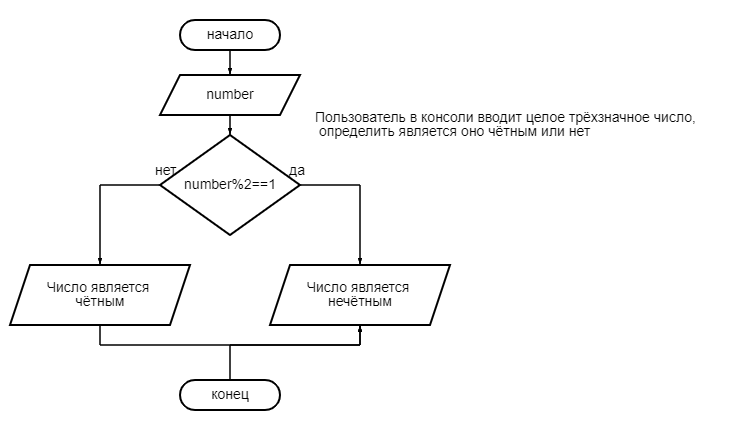 начало
number
Пользователь в консоли вводит целое трёхзначное число,
определить является оно чётным или нет
нет
да
number%2==1
Число является
чётным
Число является
нечётным
конец